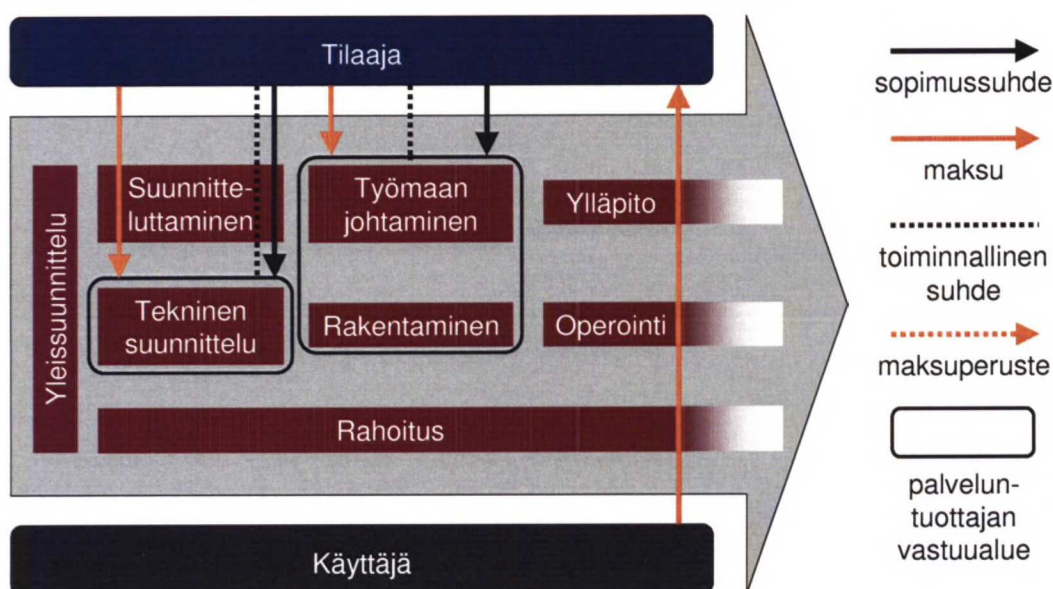 Tilaaja
Yleissuunnittelu
Suunnitte-
luttaminen
Työmaan
johtaminen
Ylläpito
Tekninen
suunnittelu
Rakentaminen
Operointi
Rahoitus
Käyttäjä
sopimussuhde
maksu
toiminnallinen
suhde
maksuperuste
palvelun-
tuottajan
vastuualue